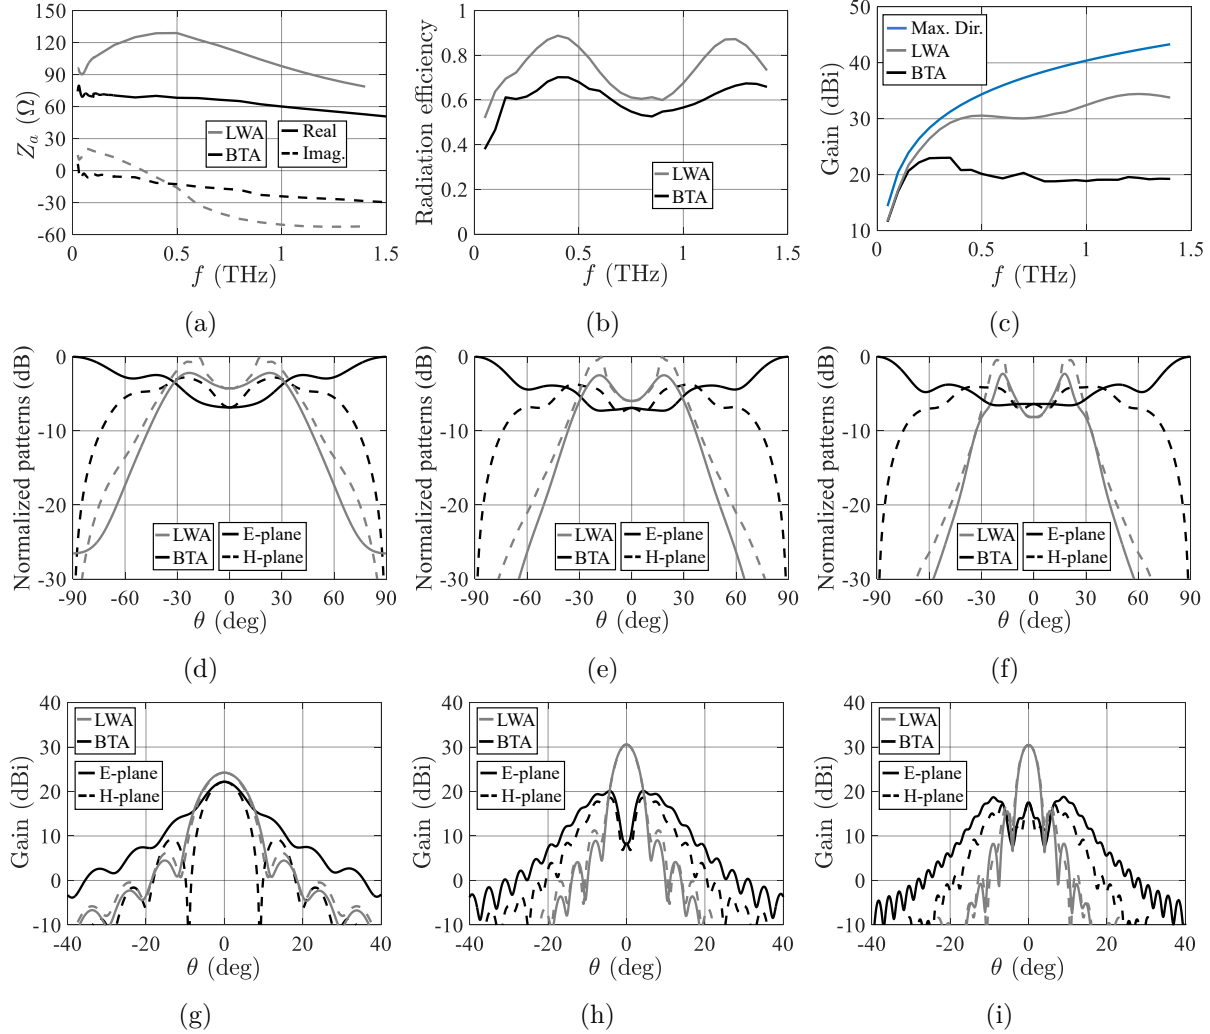 150
120
90
60
30
0
-30
-60
Z_a (Ω)
LWA
BTA
Real
Imag.
0 0.5 1 1.5
f (THz)
(a)
1
0.8
0.6
0.4
0.2
0
Radiation efficiency
LWA
BTA
0 0.5 1 1.5
f (THz)
(b)
50
40
30
20
10
Gain (dBi)
Max. Dir.
LWA
BTA
0 0.5 1 1.5
f (THz)
(c)
0
-10
-20
-30
Normalized patterns (dB)
LWA
BTA
E-plane
H-plane
-90 -60 -30 0 30 60 90
θ (deg)
(d)
0
-10
-20
-30
Normalized patterns (dB)
LWA
BTA
E-plane
H-plane
-90 -60 -30 0 30 60 90
θ (deg)
(e)
0
-10
-20
-30
Normalized patterns (dB)
LWA
BTA
E-plane
H-plane
-90 -60 -30 0 30 60 90
θ (deg)
(f)
40
30
20
10
0
-10
Gain (dBi)
LWA
BTA
E-plane
H-plane
-40 -20 0 20 40
θ (deg)
(g)
40
30
20
10
0
-10
Gain (dBi)
LWA
BTA
E-plane
H-plane
-40 -20 0 20 40
θ (deg)
(h)
40
30
20
10
0
-10
Gain (dBi)
LWA
BTA
E-plane
H-plane
-40 -20 0 20 40
θ (deg)
(i)